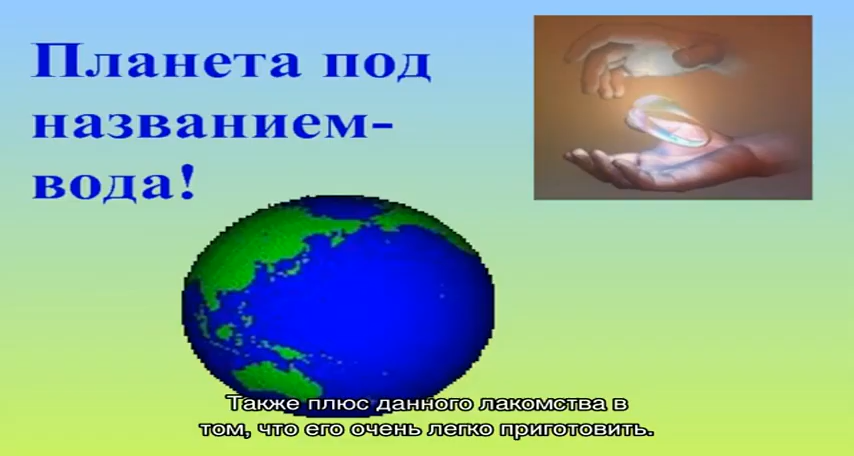 Планета под
названием-
вода!
Также плюс данного лакомства в
том, что его очень легко приготовить.